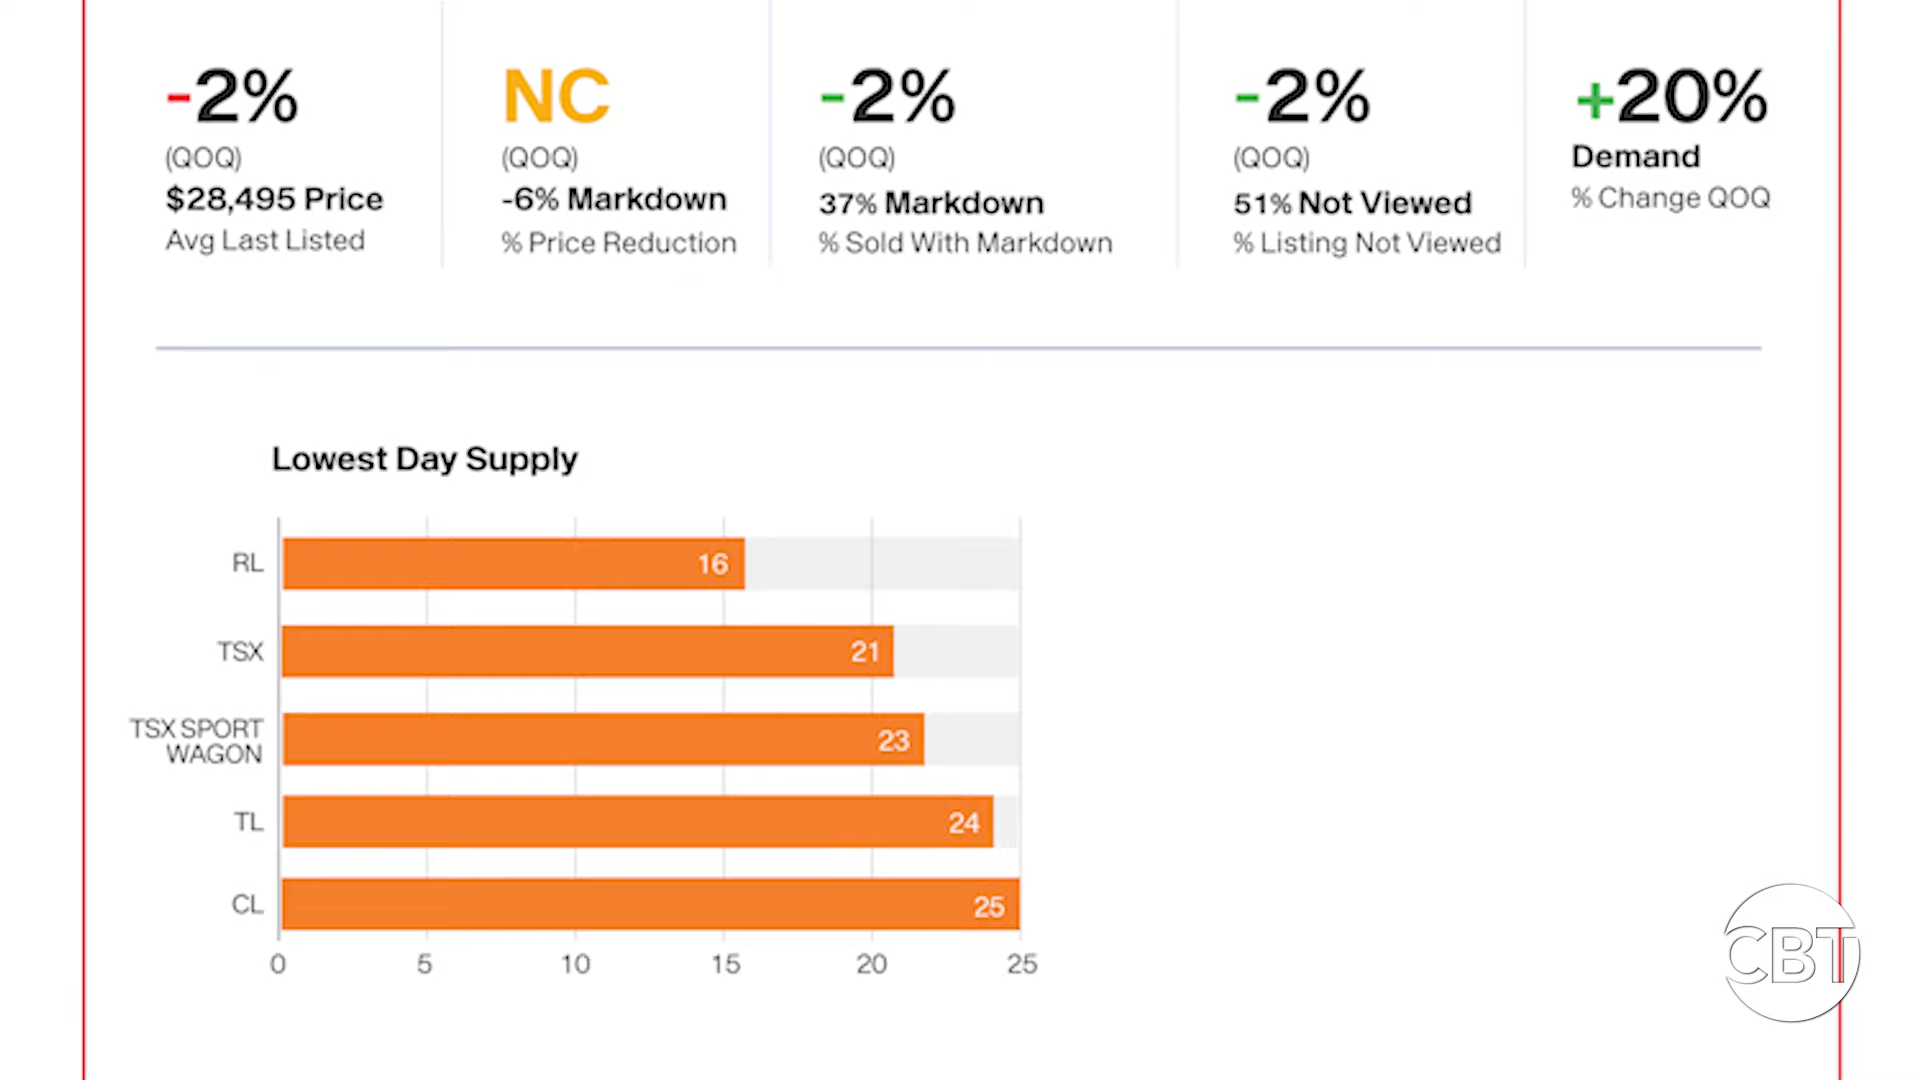 -2%
(QOQ)
$28,495 Price
Avg Last Listed
NC
(QOQ)
-6% Markdown
% Price Reduction
-2%
(QOQ)
37% Markdown
% Sold With Markdown
-2%
(QOQ)
51% Not Viewed
% Listing Not Viewed
+20%
Demand
% Change QOQ
Lowest Day Supply
RL
16
TSX
21
TSX SPORT
WAGON
23
TL
24
CL
25
0 5 10 15 20 25
CBT